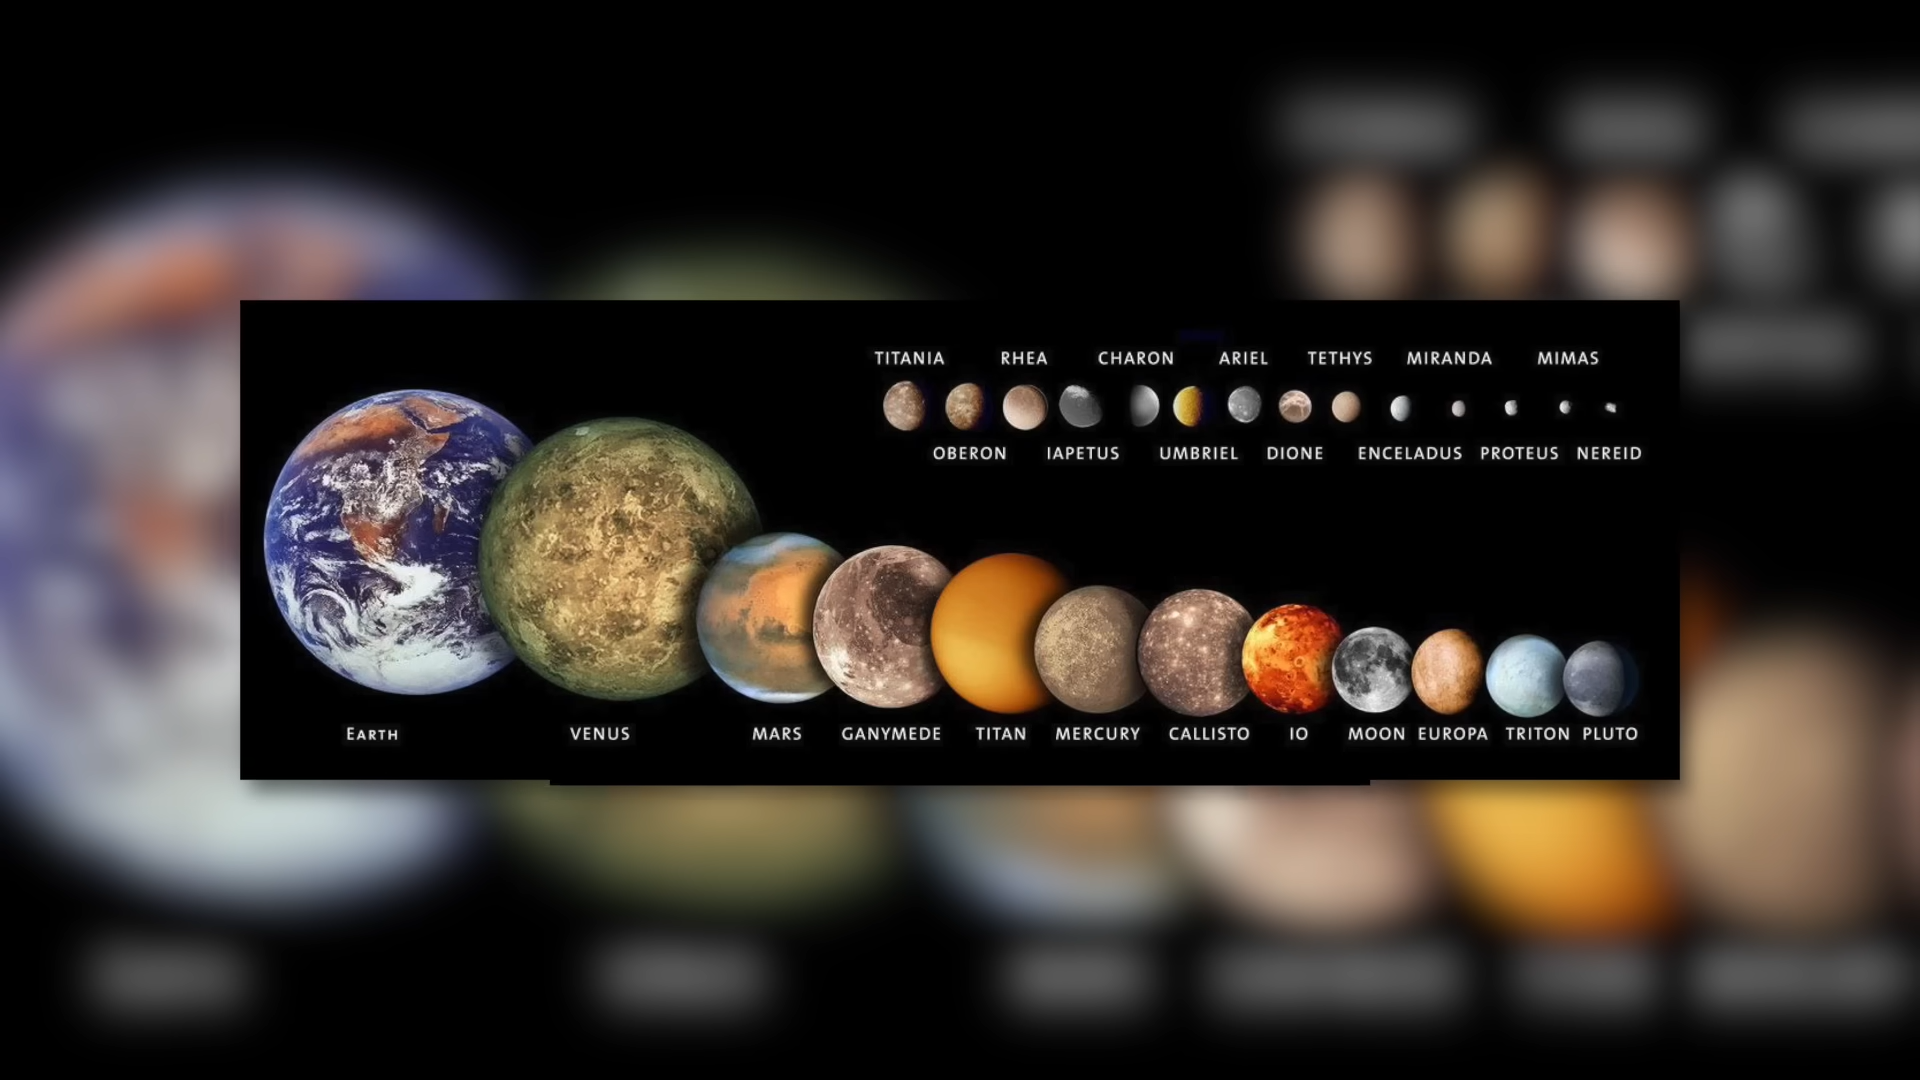 TITANIA RHEA CHARON ARIEL TETHYS MIRANDA MIMAS
OBERON IAPETUS UMBRIEL DIONE ENCELADUS PROTEUS NEREID
EARTH VENUS MARS GANYMEDE TITAN MERCURY CALLISTO IO MOON EUROPA TRITON PLUTO